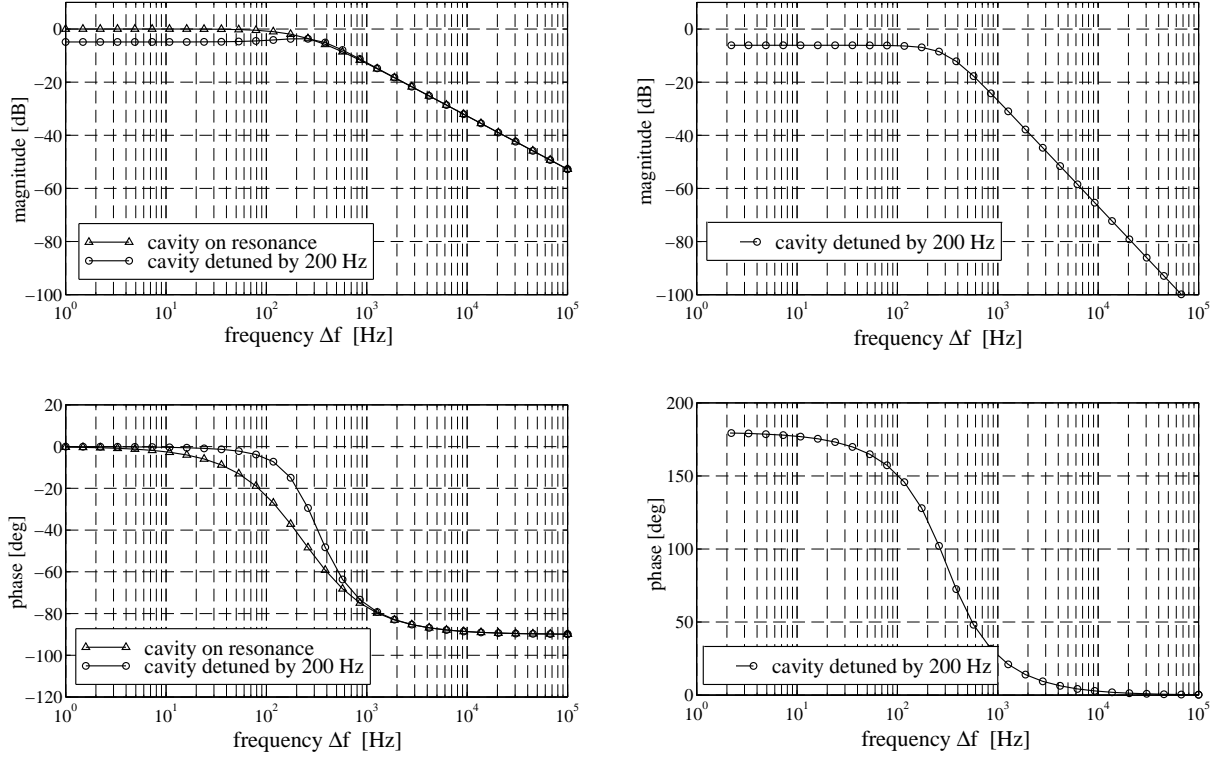 0
−20
−40
−60
−80
−100
magnitude [dB]
cavity on resonance
cavity detuned by 200 Hz
10^0 10^1 10^2 10^3 10^4 10^5
frequency Δf [Hz]
0
−20
−40
−60
−80
−100
magnitude [dB]
cavity detuned by 200 Hz
10^0 10^1 10^2 10^3 10^4 10^5
frequency Δf [Hz]
20
0
−20
−40
−60
−80
−100
−120
phase [deg]
cavity on resonance
cavity detuned by 200 Hz
10^0 10^1 10^2 10^3 10^4 10^5
frequency Δf [Hz]
200
150
100
50
0
phase [deg]
cavity detuned by 200 Hz
10^0 10^1 10^2 10^3 10^4 10^5
frequency Δf [Hz]